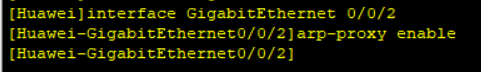 [Huawei]interface GigabitEthernet 0/0/2
[Huawei-GigabitEthernet0/0/2]arp-proxy enable
[Huawei-GigabitEthernet0/0/2]